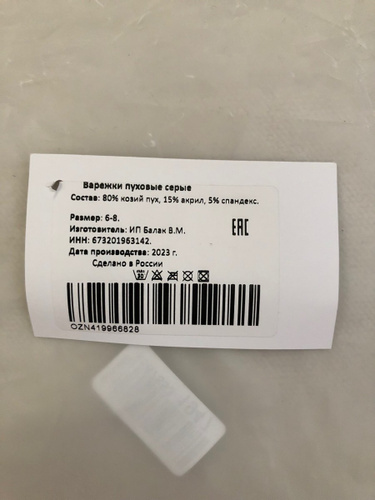 Варежки пуховые серые
Состав: 80% козий пух, 15% акрил, 5% спандекс.
Размер: 6-8.
Изготовитель: ИП Балак В.М.
ИНН: 673201963142.
Дата производства: 2023 г.
Сделано в России
EAC
OZN419966828